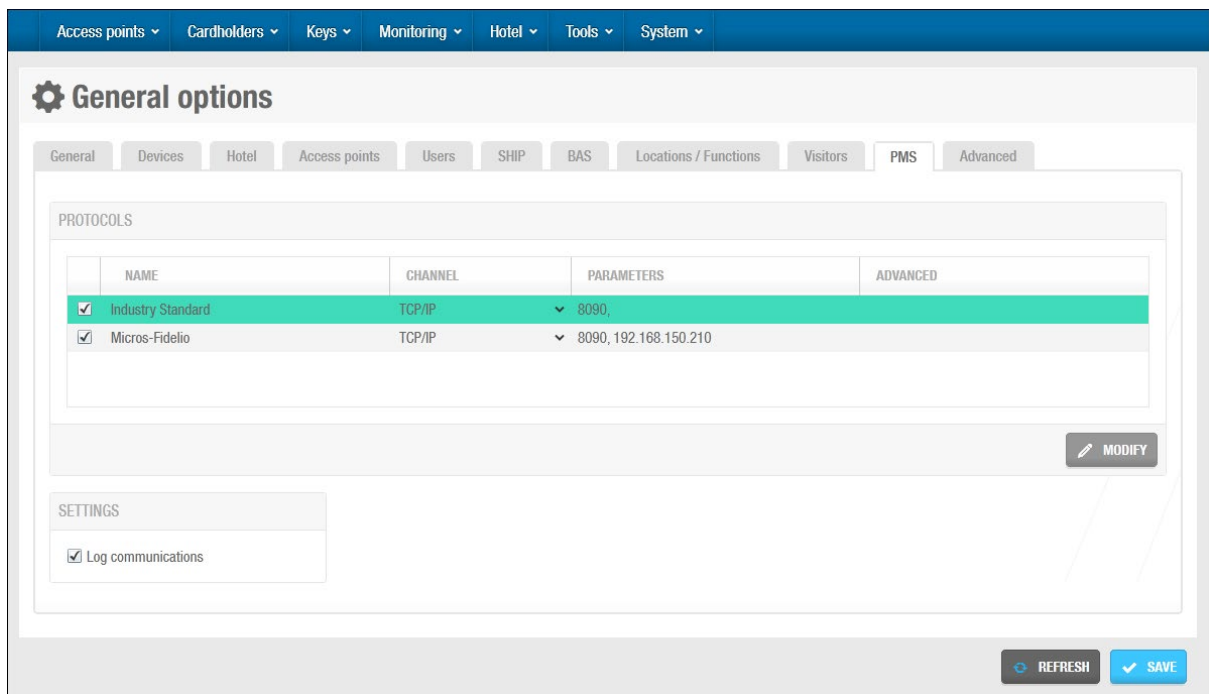 Access points Cardholders Keys Monitoring Hotel Tools System
General options
General Devices Hotel Access points Users SHIP BAS Locations / Functions Visitors PMS Advanced
PROTOCOLS
NAME CHANNEL PARAMETERS ADVANCED
Industry Standard TCP/IP 8090,
Micros-Fidelio TCP/IP 8090, 192.168.150.210
MODIFY
SETTINGS
Log communications
REFRESH SAVE